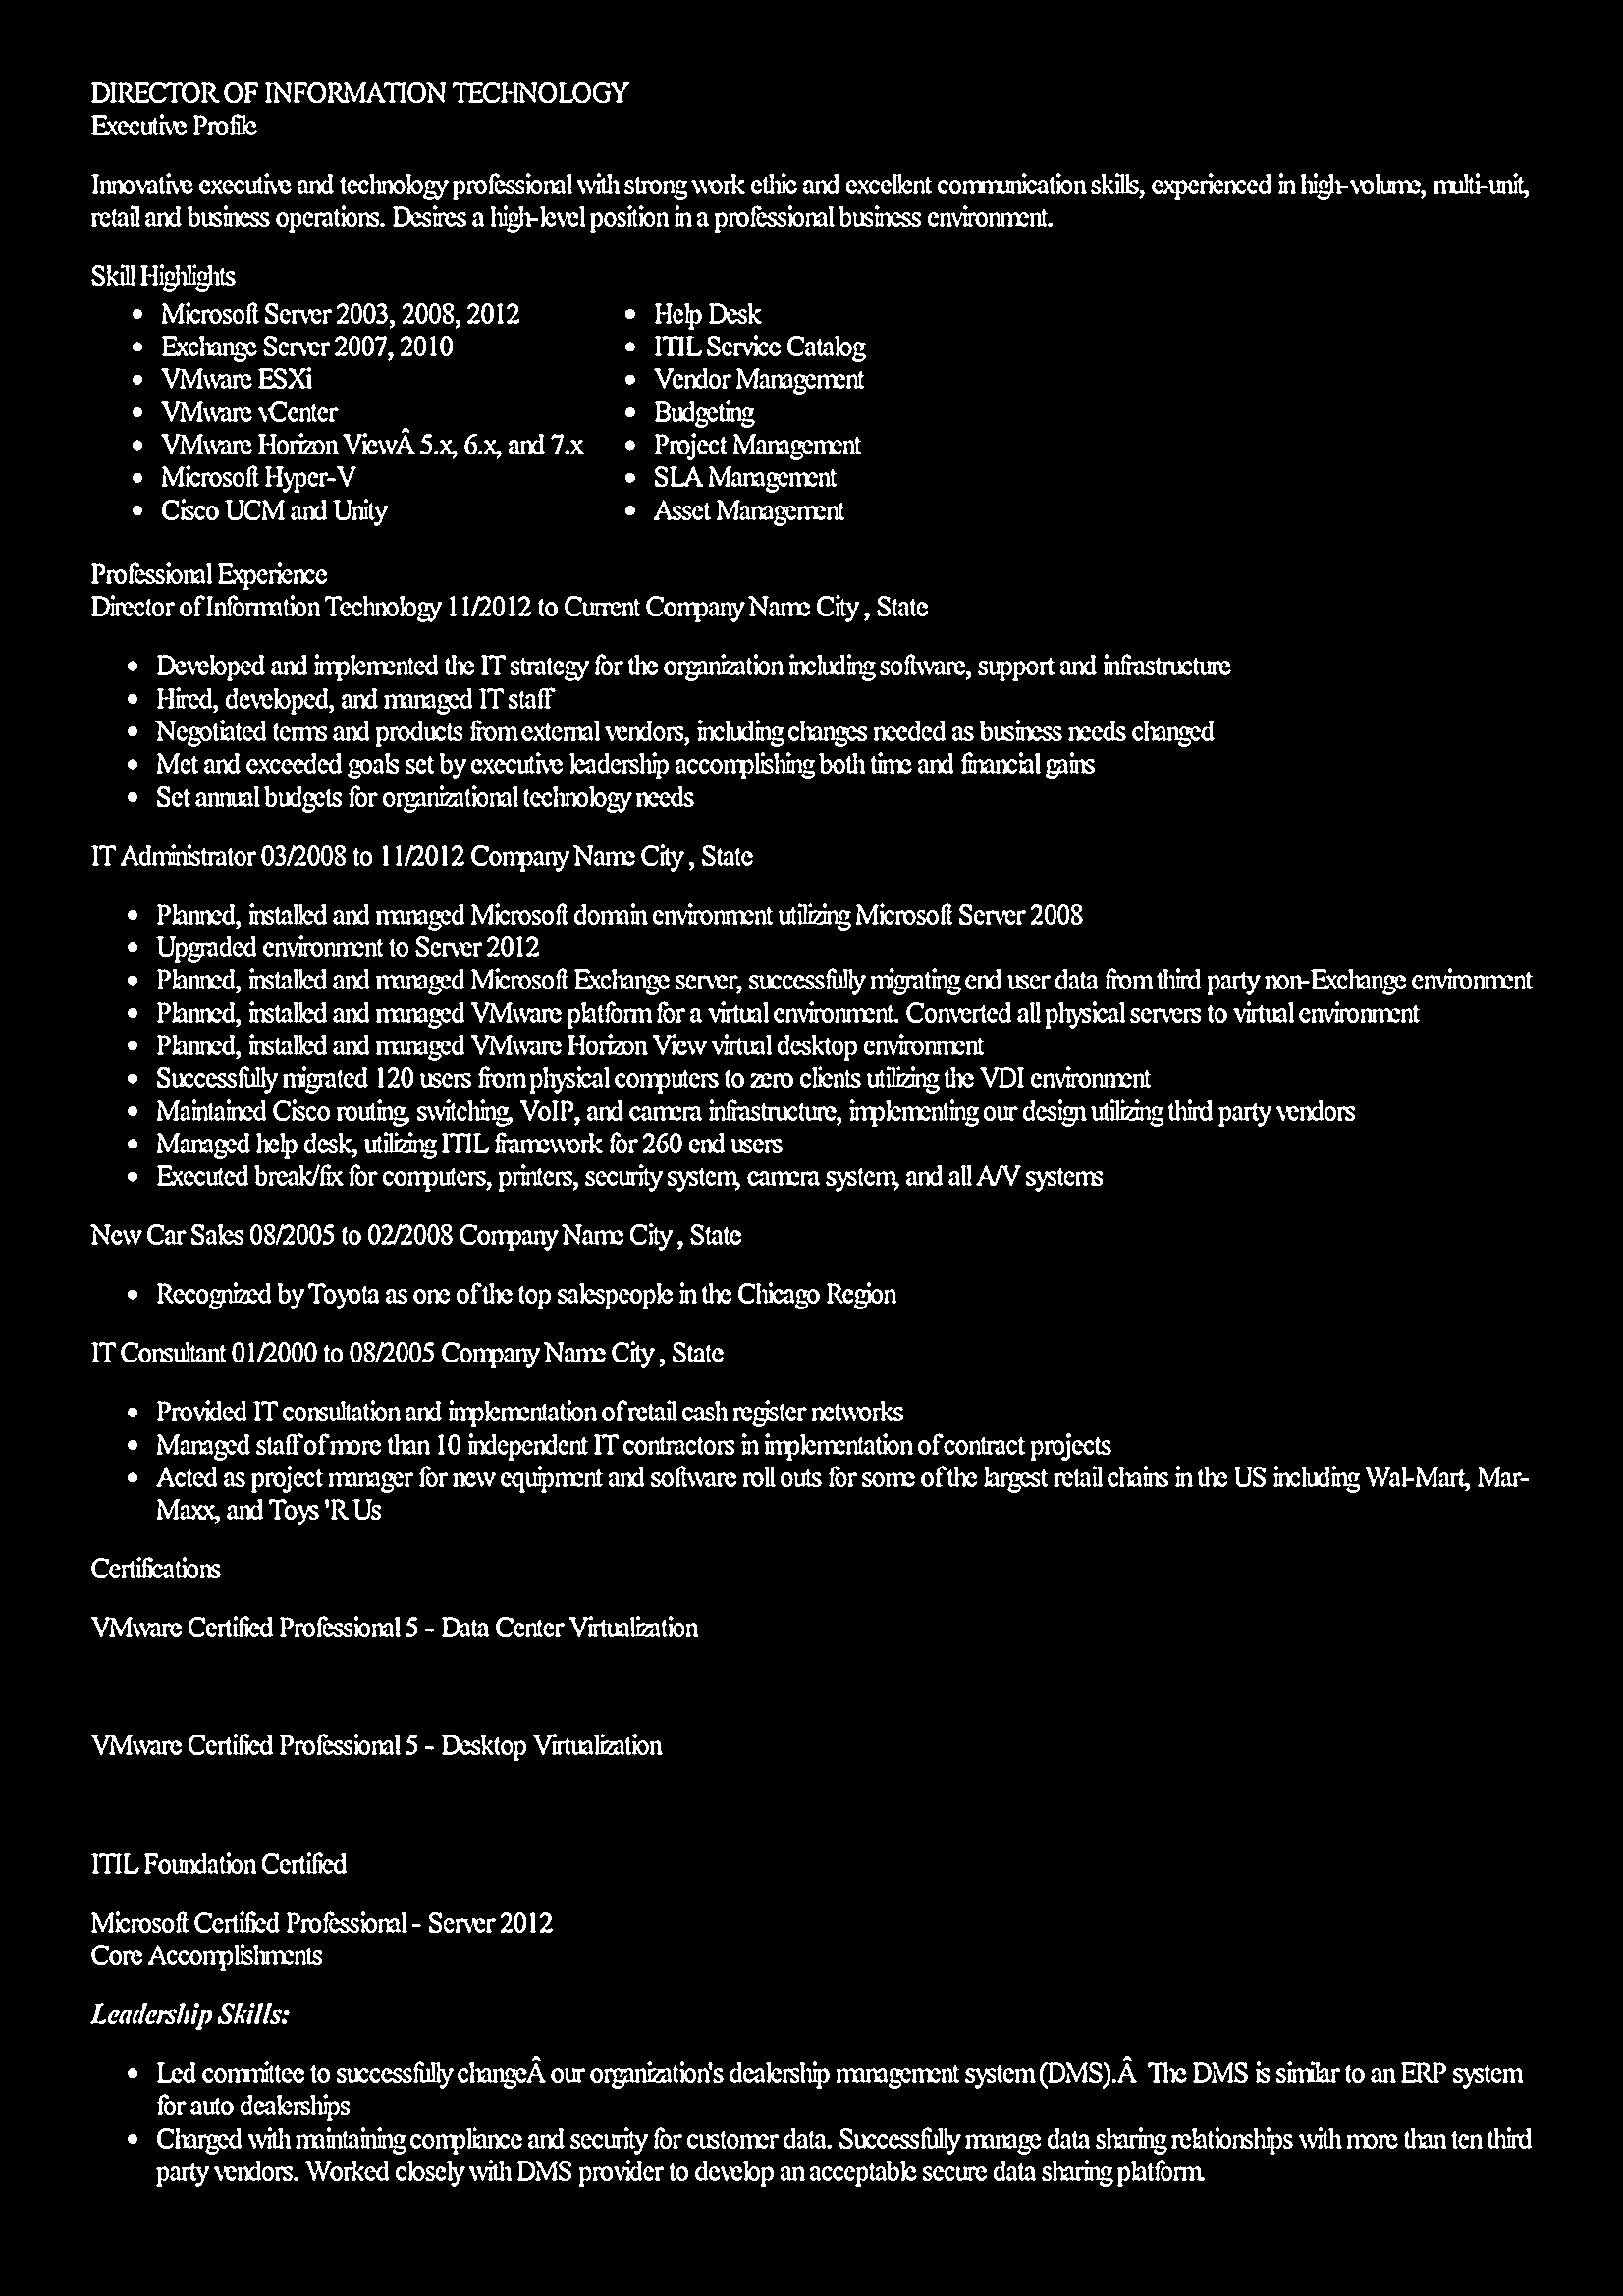 DIRECTOR OF INFORMATION TECHNOLOGY
Executive Profile
Innovative executive and technology professional with strong work ethic and excellent communication skills, experienced in high-volume, multi-unit,
retail and business operations. Desires a high-level position in a professional business environment.
Skill Highlights
• Microsoft Server 2003, 2008, 2012
• Exchange Server 2007, 2010
• VMware ESXi
• VMware vCenter
• VMware Horizon ViewÂ 5.x, 6.x, and 7.x
• Microsoft Hyper-V
• Cisco UCM and Unity
• Help Desk
• ITIL Service Catalog
• Vendor Management
• Budgeting
• Project Management
• SLA Management
• Asset Management
Professional Experience
Director of Information Technology 11/2012 to Current Company Name City , State
• Developed and implemented the IT strategy for the organization including software, support and infrastructure
• Hired, developed, and managed IT staff
• Negotiated terms and products from external vendors, including changes needed as business needs changed
• Met and exceeded goals set by executive leadership accomplishing both time and financial gains
• Set annual budgets for organizational technology needs
IT Administrator 03/2008 to 11/2012 Company Name City , State
• Planned, installed and managed Microsoft domain environment utilizing Microsoft Server 2008
• Upgraded environment to Server 2012
• Planned, installed and managed Microsoft Exchange server, successfully migrating end user data from third party non-Exchange environment
• Planned, installed and managed VMware platform for a virtual environment. Converted all physical servers to virtual environment
• Planned, installed and managed VMware Horizon View virtual desktop environment
• Successfully migrated 120 users from physical computers to zero clients utilizing the VDI environment
• Maintained Cisco routing, switching, VoIP, and camera infrastructure, implementing our design utilizing third party vendors
• Managed help desk, utilizing ITIL framework for 260 end users
• Executed break/fix for computers, printers, security system, camera system, and all A/V systems
New Car Sales 08/2005 to 02/2008 Company Name City , State
• Recognized by Toyota as one of the top salespeople in the Chicago Region
IT Consultant 01/2000 to 08/2005 Company Name City , State
• Provided IT consultation and implementation of retail cash register networks
• Managed staff of more than 10 independent IT contractors in implementation of contract projects
• Acted as project manager for new equipment and software roll outs for some of the largest retail chains in the US including Wal-Mart, Mar-
Maxx, and Toys 'R Us
Certifications
VMware Certified Professional 5 - Data Center Virtualization
VMware Certified Professional 5 - Desktop Virtualization
ITIL Foundation Certified
Microsoft Certified Professional - Server 2012
Core Accomplishments
Leadership Skills:
• Led committee to successfully changeÂ our organization's dealership management system (DMS).Â The DMS is similar to an ERP system
for auto dealerships
• Charged with maintaining compliance and security for customer data. Successfully manage data sharing relationships with more than ten third
party vendors. Worked closely with DMS provider to develop an acceptable secure data sharing platform.